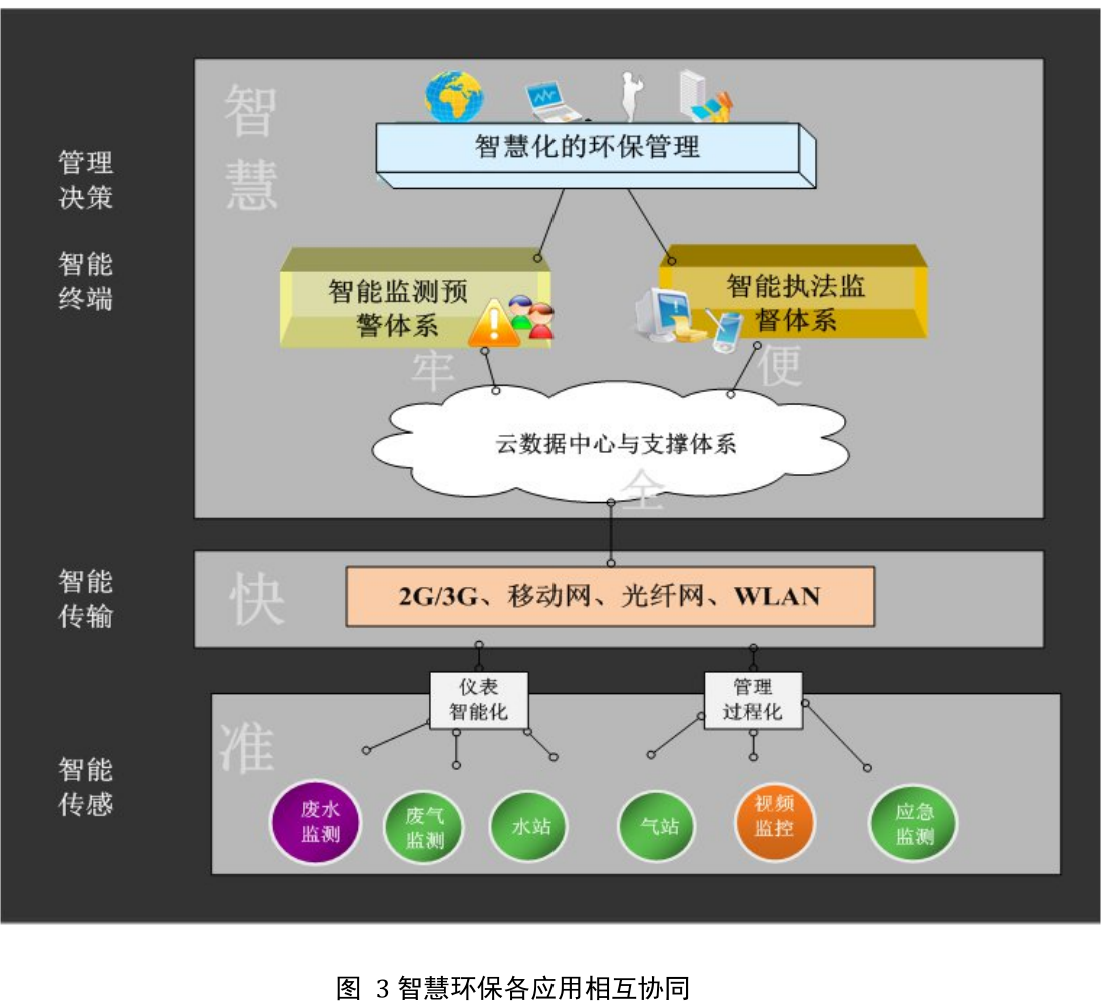 智
慧
管理
决策
智慧化的环保管理
智能
终端
智能监测预
警体系
智能执法监
督体系
牢
便
云数据中心与支撑体系
全
智能
传输
快
2G/3G、移动网、光纤网、WLAN
仪表
智能化
管理
过程化
准
智能
传感
废水
监测
废气
监测
水站
气站
视频
监控
应急
监测
图 3 智慧环保各应用相互协同